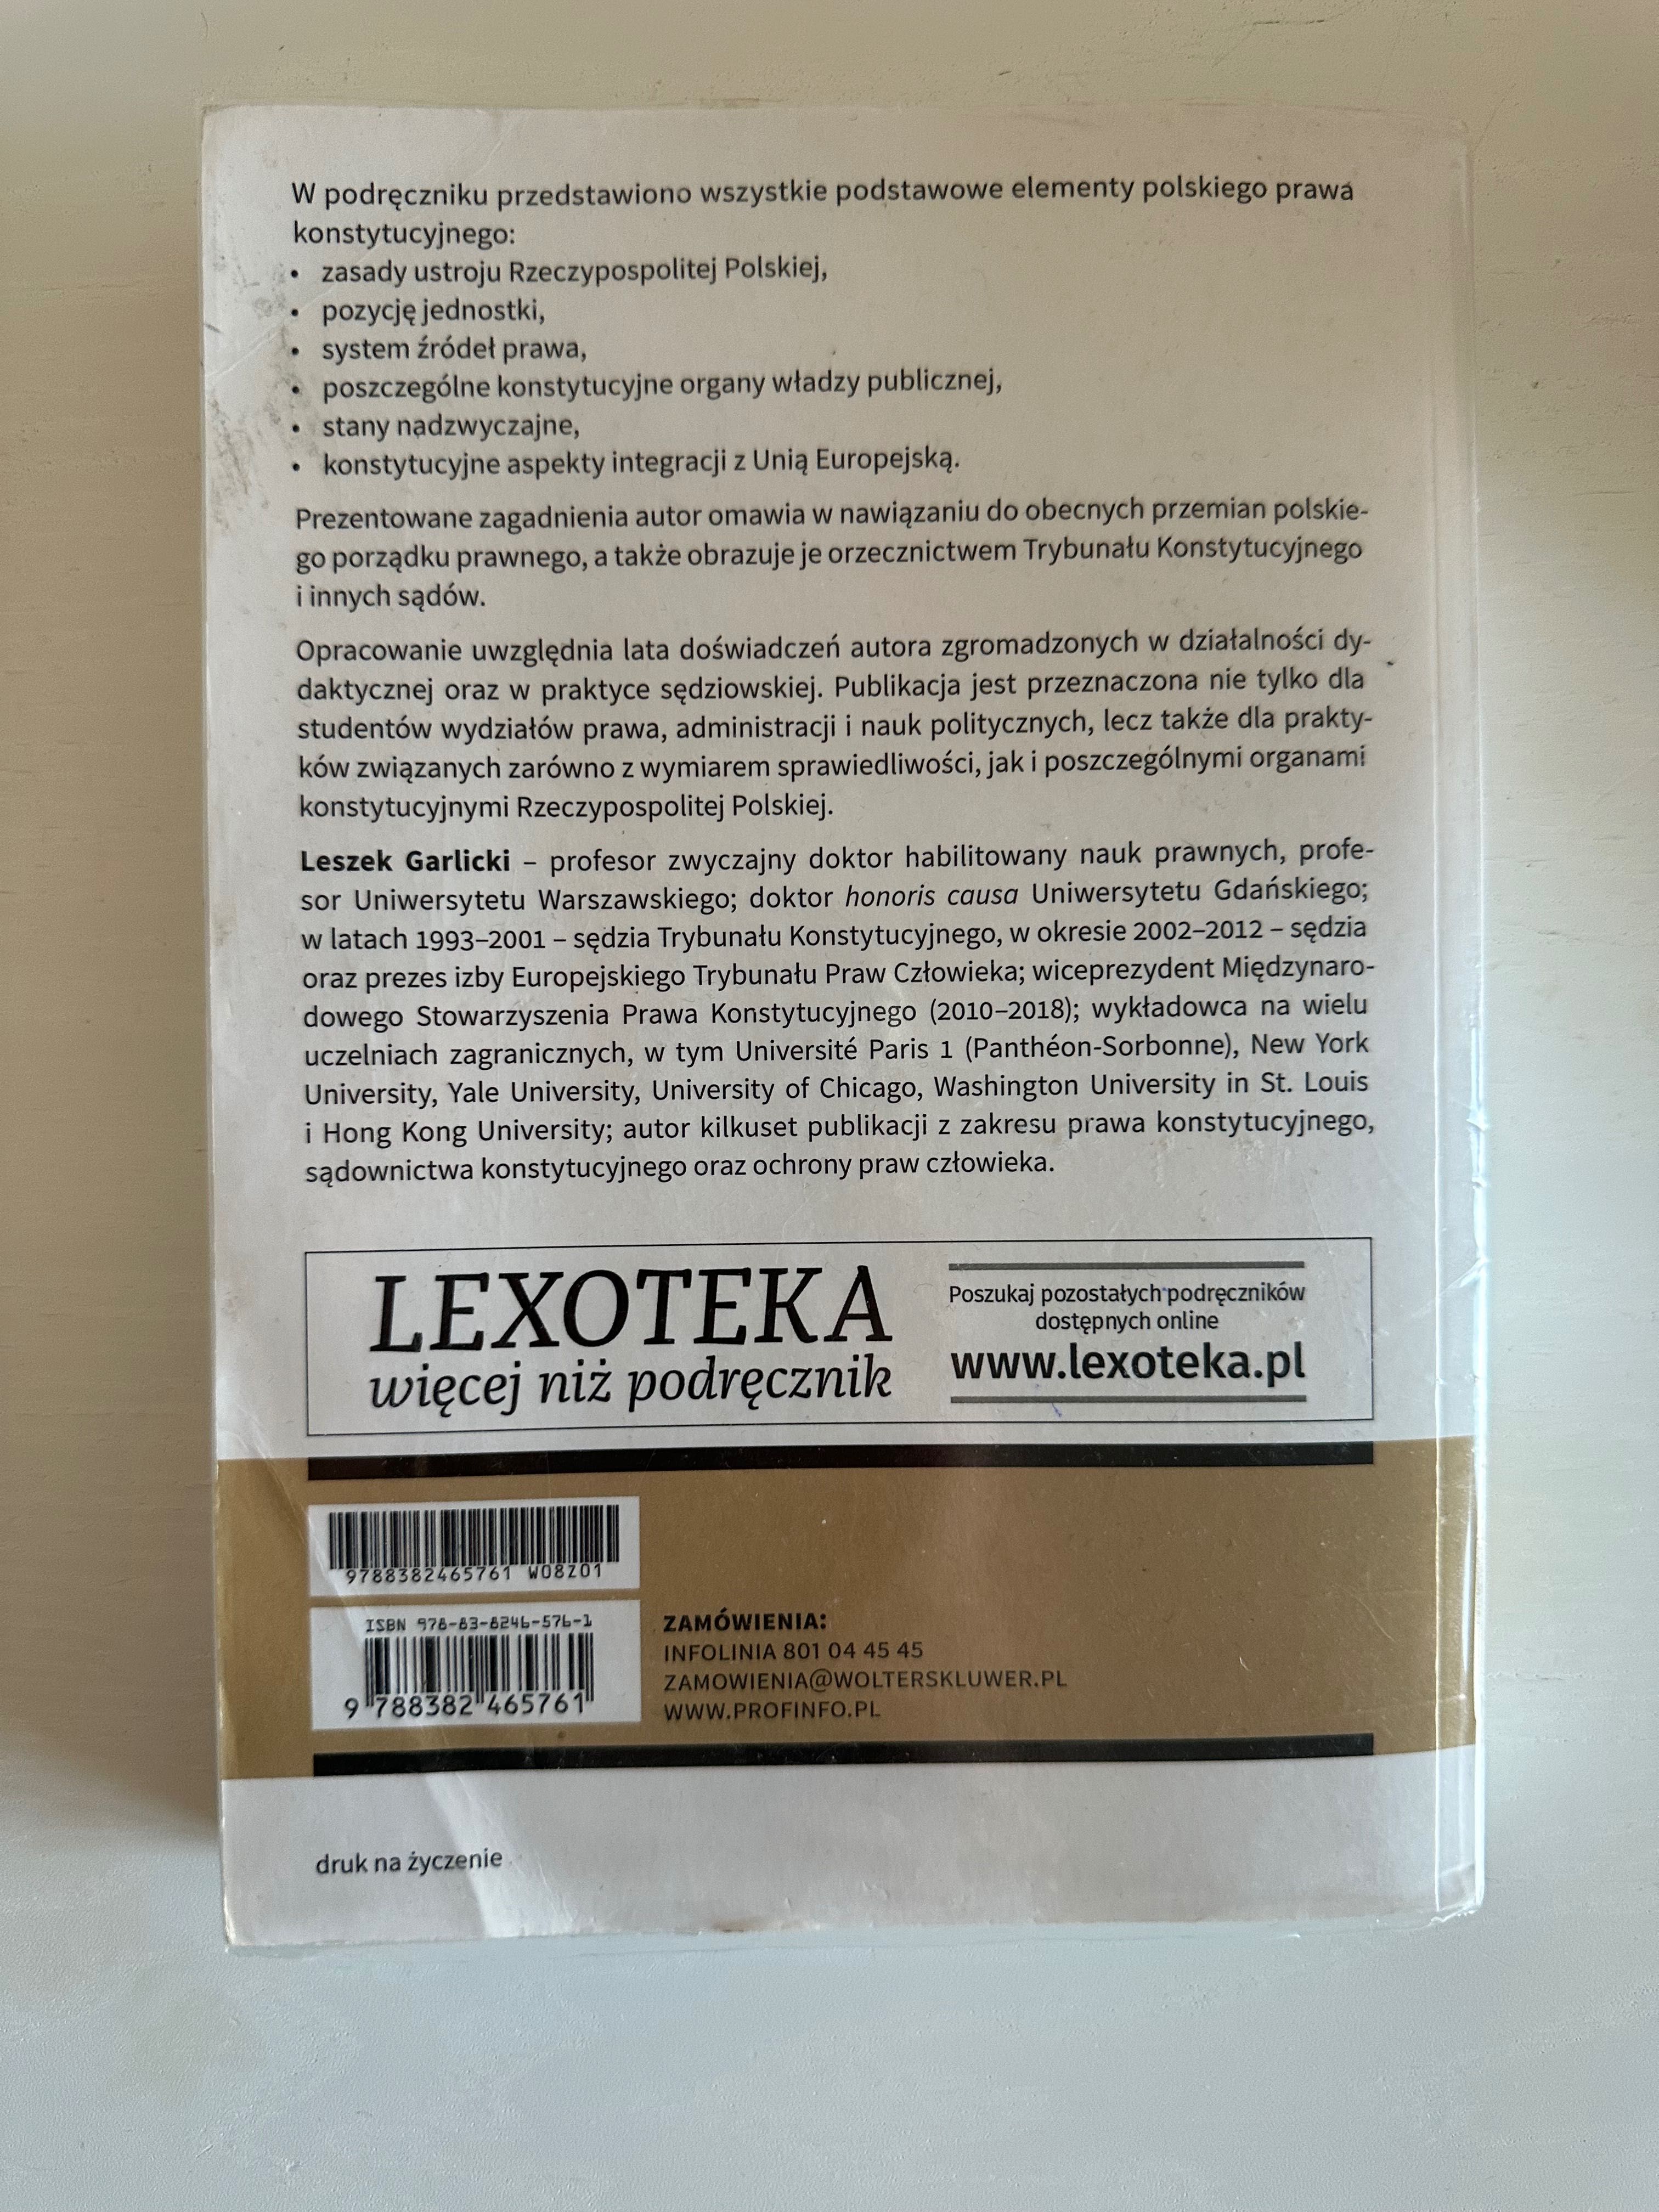 W podręczniku przedstawiono wszystkie podstawowe elementy polskiego prawa
konstytucyjnego:
• zasady ustroju Rzeczypospolitej Polskiej,
• pozycję jednostki,
• system źródeł prawa,
• poszczególne konstytucyjne organy władzy publicznej,
• stany nadzwyczajne,
• konstytucyjne aspekty integracji z Unią Europejską.
Prezentowane zagadnienia autor omawia w nawiązaniu do obecnych przemian polskie-
go porządku prawnego, a także obrazuje je orzecznictwem Trybunału Konstytucyjnego
i innych sądów.
Opracowanie uwzględnia lata doświadczeń autora zgromadzonych w działalności dy-
daktycznej oraz w praktyce sędziowskiej. Publikacja jest przeznaczona nie tylko dla
studentów wydziałów prawa, administracji i nauk politycznych, lecz także dla prakty-
ków związanych zarówno z wymiarem sprawiedliwości, jak i poszczególnymi organami
konstytucyjnymi Rzeczypospolitej Polskiej.
Leszek Garlicki – profesor zwyczajny doktor habilitowany nauk prawnych, profe-
sor Uniwersytetu Warszawskiego; doktor honoris causa Uniwersytetu Gdańskiego;
w latach 1993–2001 – sędzia Trybunału Konstytucyjnego, w okresie 2002–2012 – sędzia
oraz prezes izby Europejskiego Trybunału Praw Człowieka; wiceprezydent Międzynaro-
dowego Stowarzyszenia Prawa Konstytucyjnego (2010–2018); wykładowca na wielu
uczelniach zagranicznych, w tym Université Paris 1 (Panthéon-Sorbonne), New York
University, Yale University, University of Chicago, Washington University in St. Louis
i Hong Kong University; autor kilkuset publikacji z zakresu prawa konstytucyjnego,
sądownictwa konstytucyjnego oraz ochrony praw człowieka.
LEXOTEKA
więcej niż podręcznik
Poszukaj pozostałych podręczników
dostępnych online
www.lexoteka.pl
9788382465761 W08Z01
ISBN 978-83-8246-576-1
9 788382 465761
ZAMÓWIENIA:
INFOLINIA 801 04 45 45
ZAMOWIENIA@WOLTERSKLUWER.PL
WWW.PROFINFO.PL
druk na życzenie